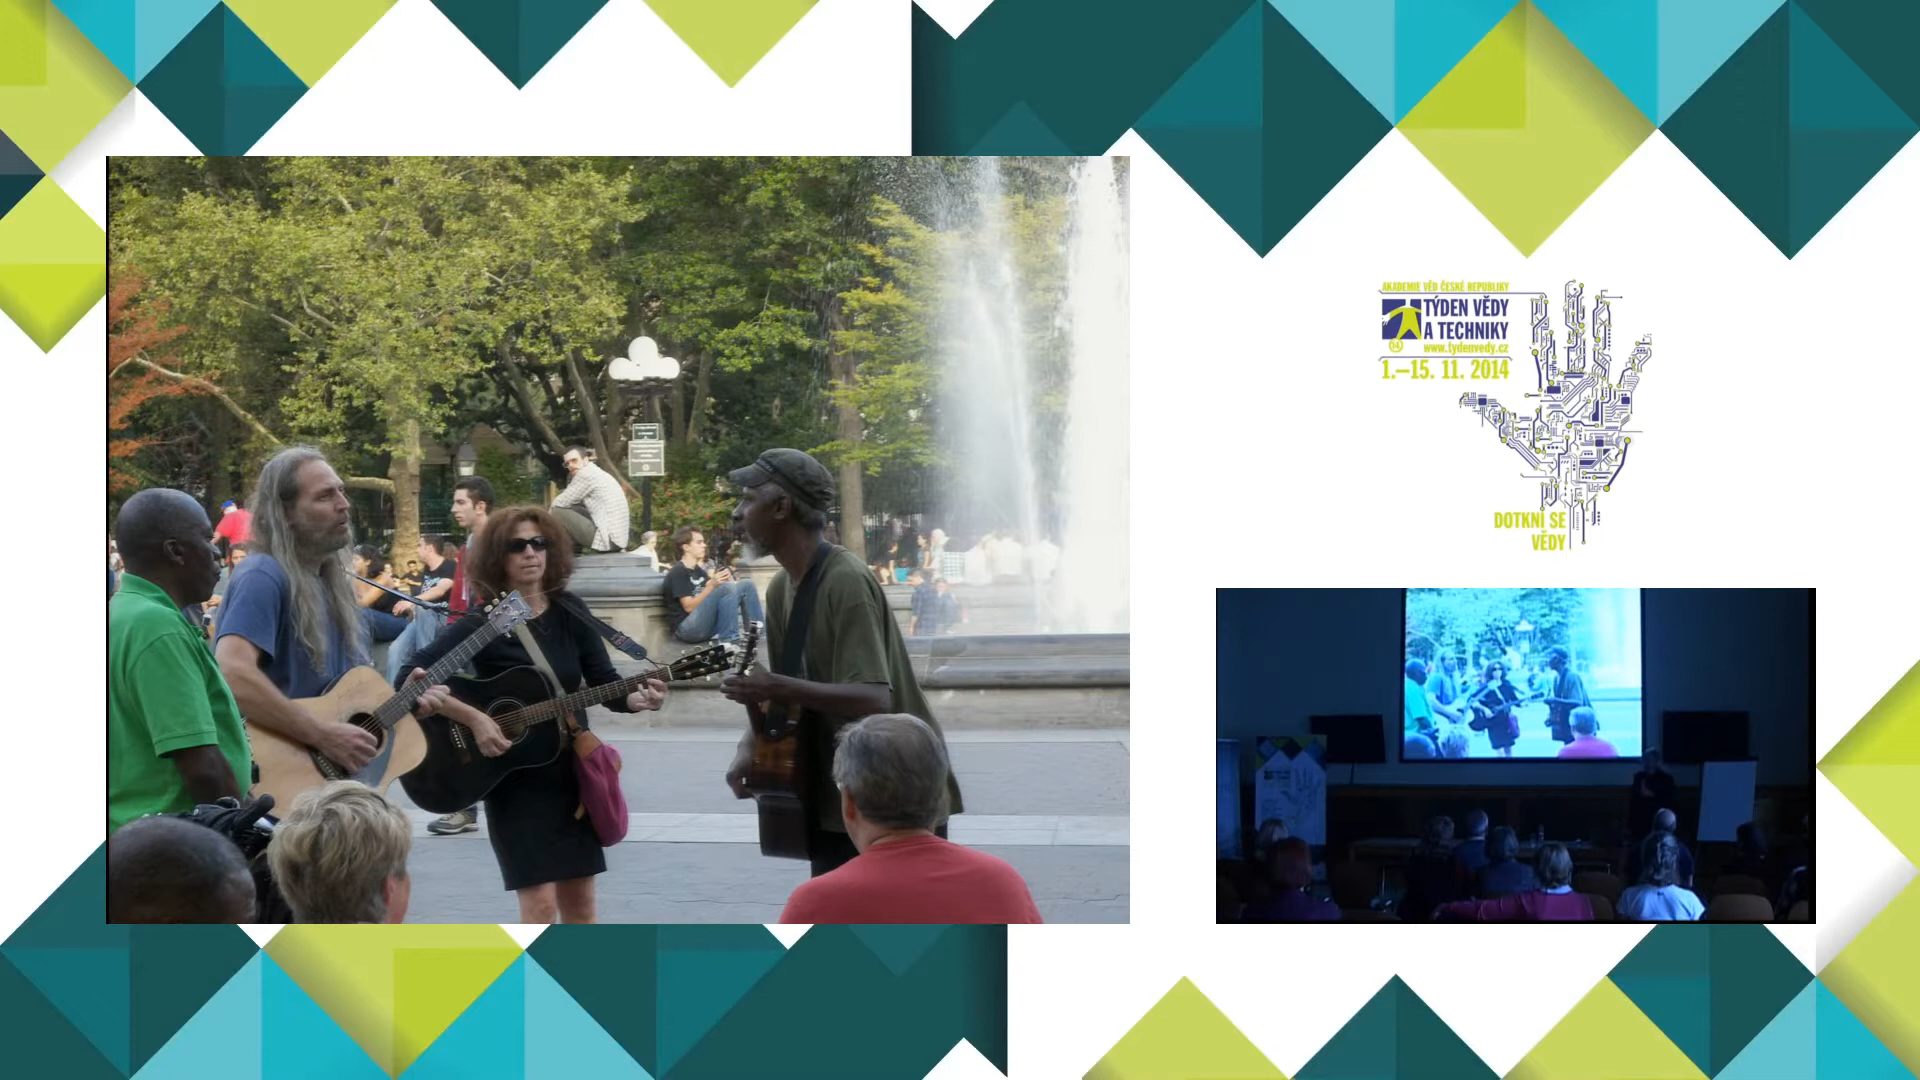 AKADEMIE VĚD ČESKÉ REPUBLIKY
TÝDEN VĚDY
A TECHNIKY
www.tydenvedy.cz
1.–15. 11. 2014
DOTKNI SE
VĚDY